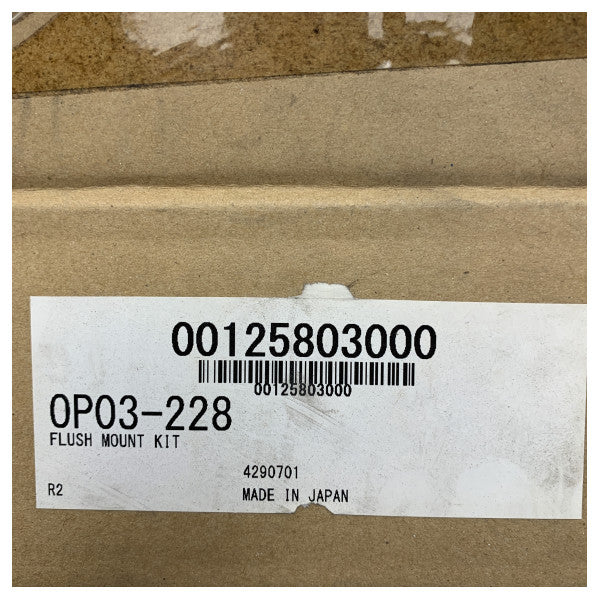 00125803000
00125803000
OP03-228
FLUSH MOUNT KIT
4290701
R2
MADE IN JAPAN